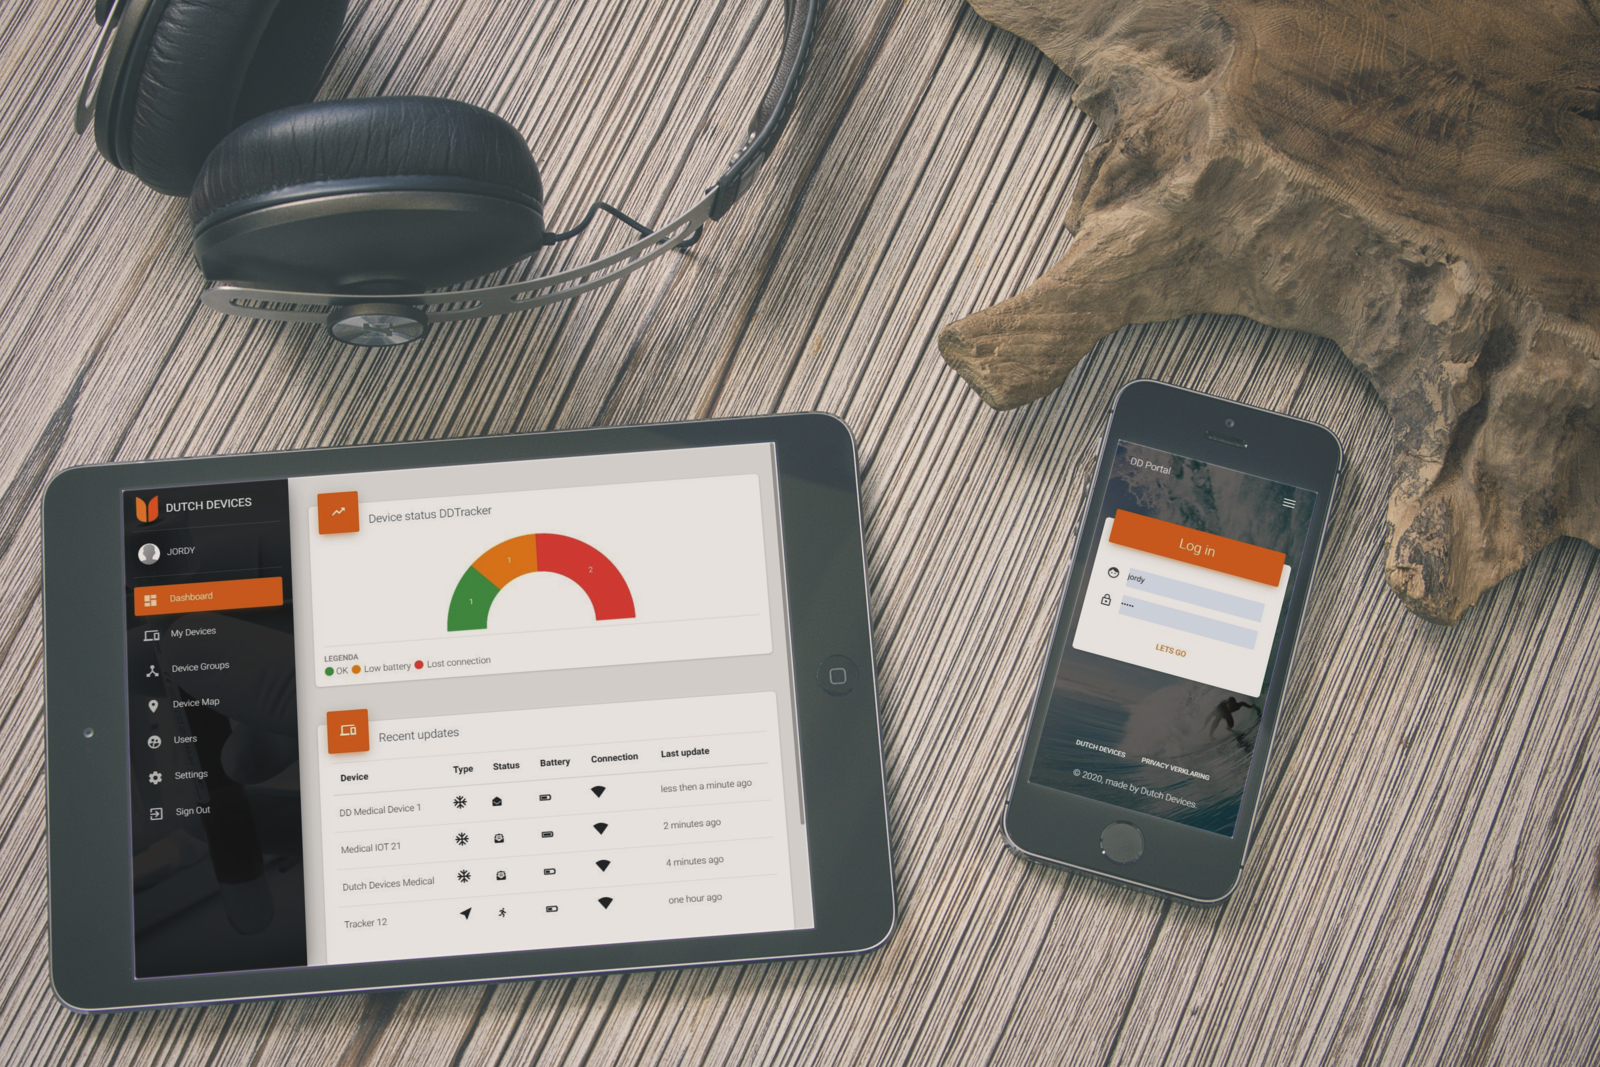 DUTCH DEVICES
JORDY
Dashboard
My Devices
Device Groups
Device Map
Users
Settings
Sign Out
Device status DDTracker
1
1
2
LEGENDA
OK Low battery Lost connection
Recent updates
Device Type Status Battery Connection Last update
DD Medical Device 1 less then a minute ago
Medical IOT 21 2 minutes ago
Dutch Devices Medical 4 minutes ago
Tracker 12 one hour ago
DD Portal
Log in
jordy
•••••
LETS GO
DUTCH DEVICES PRIVACY VERKLARING
© 2020, made by Dutch Devices.